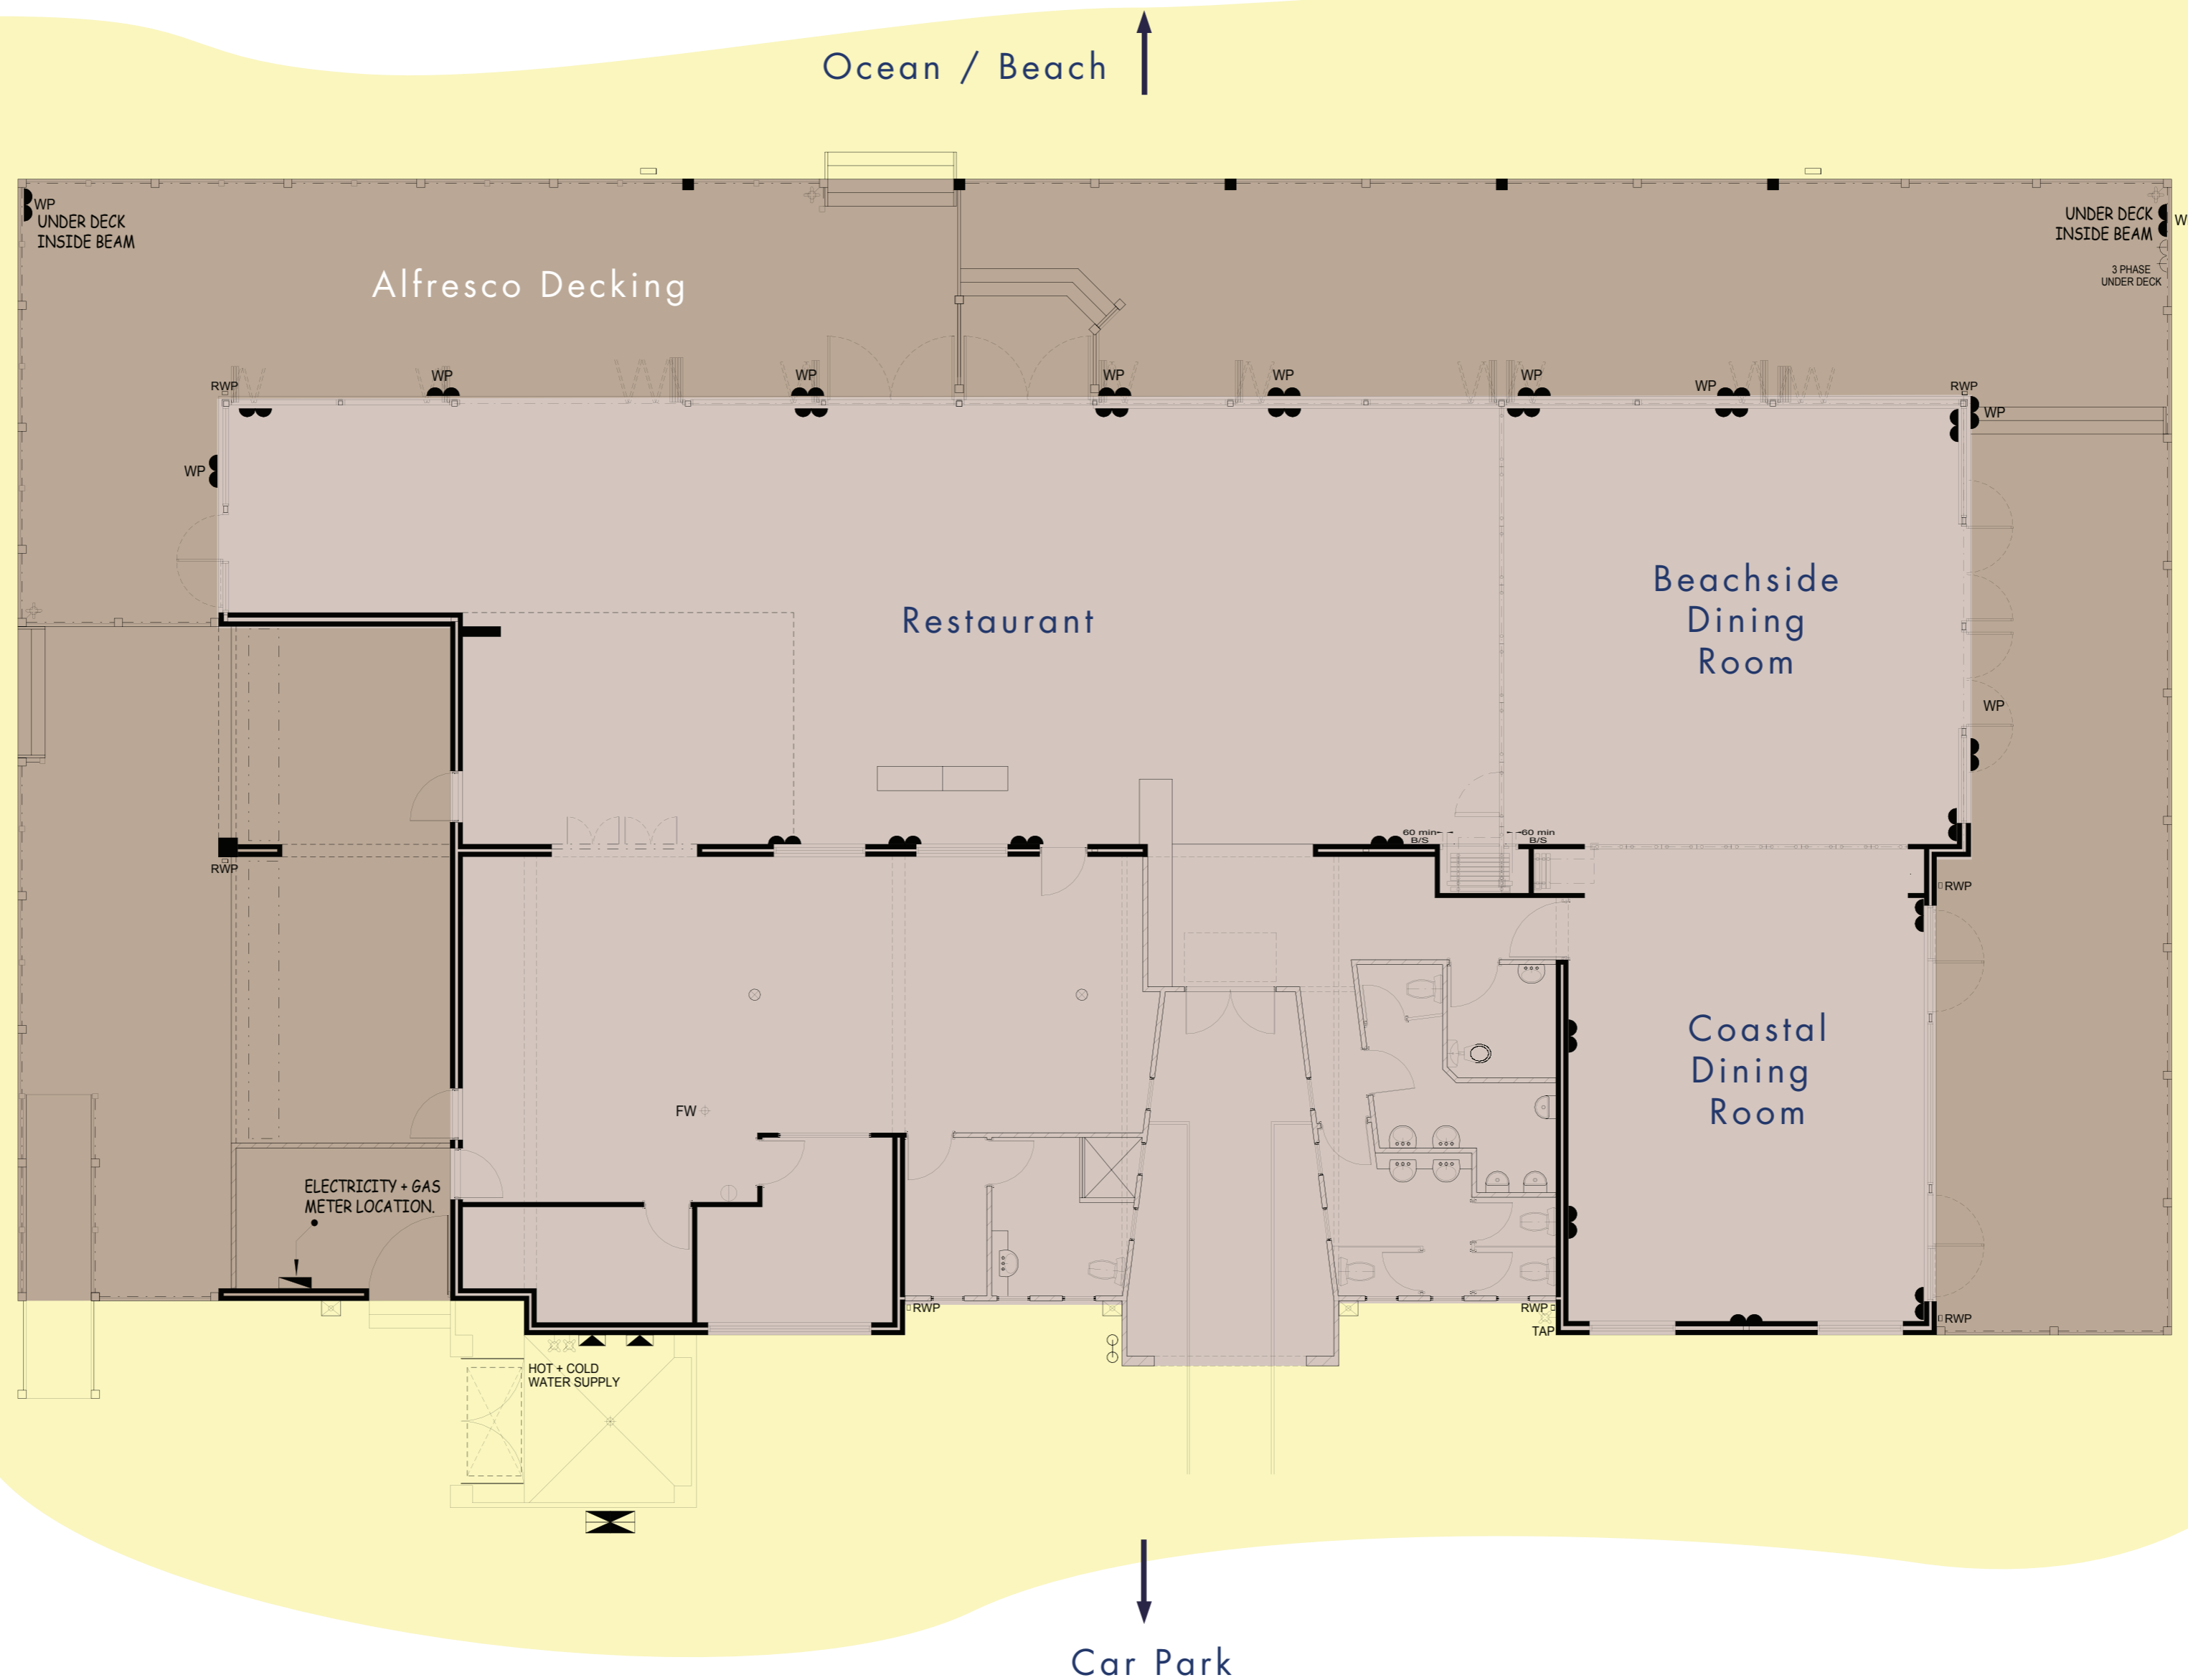 Ocean / Beach
WP
UNDER DECK
INSIDE BEAM
UNDER DECK
INSIDE BEAM
W
3 PHASE
UNDER DECK
Alfresco Decking
RWP
WP
WP
WP
WP
WP
WP
RWP
WP
WP
Restaurant
Beachside
Dining
Room
WP
60 min
B/S
60 min
B/S
RWP
RWP
Coastal
Dining
Room
FW
ELECTRICITY + GAS
METER LOCATION.
RWP
RWP
TAP
RWP
HOT + COLD
WATER SUPPLY
Car Park